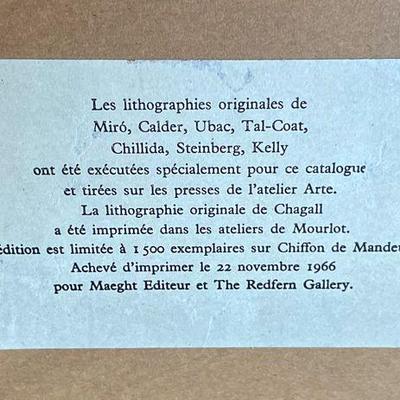 Les lithographies originales de
Miró, Calder, Ubac, Tal-Coat,
Chillida, Steinberg, Kelly
ont été exécutées spécialement pour ce catalogue
et tirées sur les presses de l'atelier Arte.
La lithographie originale de Chagall
a été imprimée dans les ateliers de Mourlot.
édition est limitée à 1 500 exemplaires sur Chiffon de Mandeu
Achevé d'imprimer le 22 novembre 1966
pour Maeght Editeur et The Redfern Gallery.